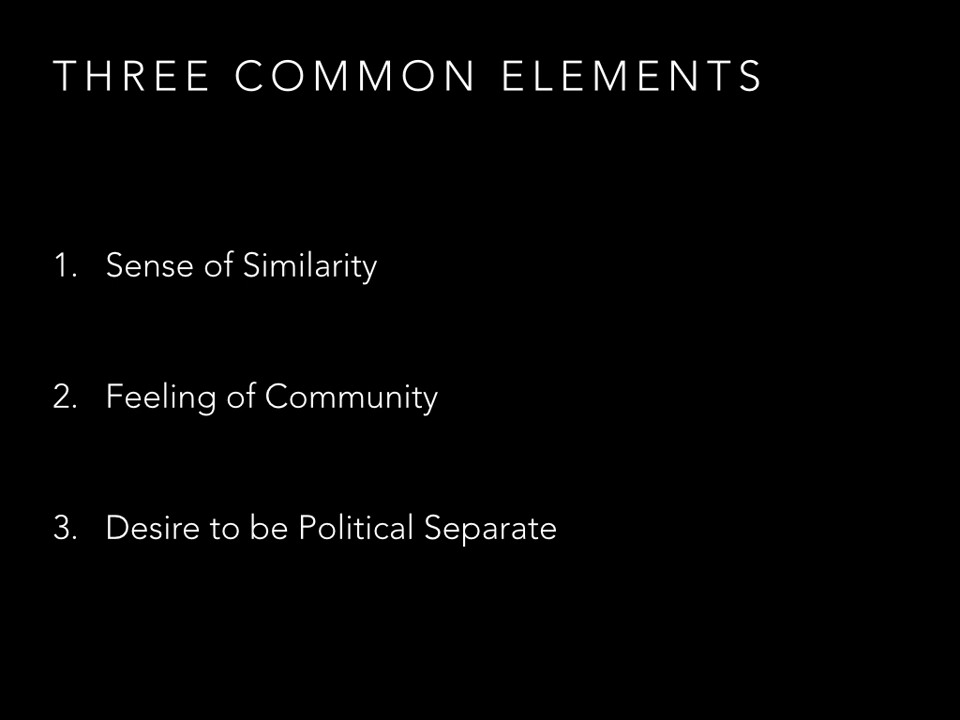 THREE COMMON ELEMENTS
1. Sense of Similarity
2. Feeling of Community
3. Desire to be Political Separate